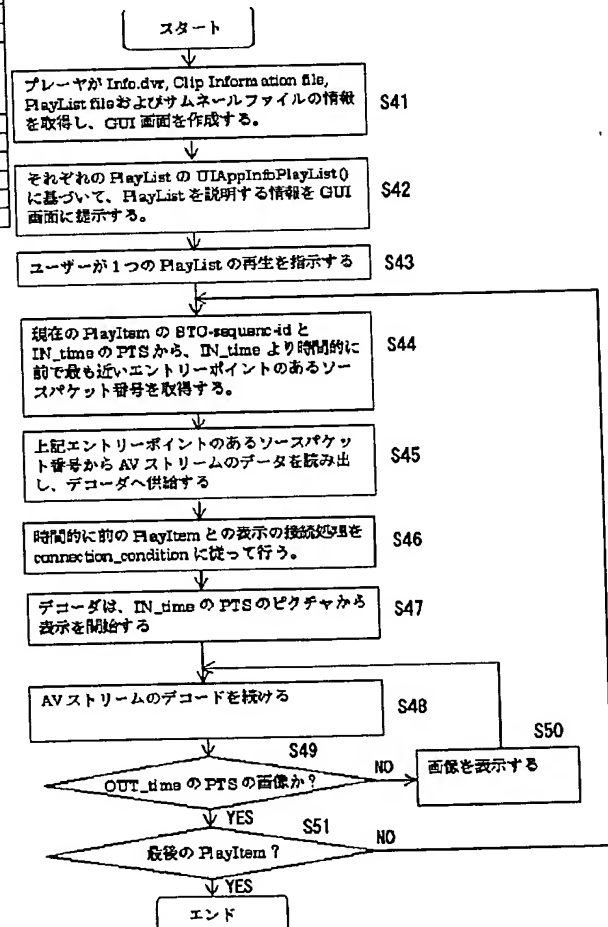 スタート
プレーヤが Info.dvr, Clip Information file,
PlayList fileおよびサムネールファイルの情報
を取得し、GUI 画面を作成する。
S41
それぞれの PlayList の UIAppInfoPlayList()
に基づいて、PlayList を説明する情報を GUI
画面に提示する。
S42
ユーザーが１つの PlayList の再生を指示する
S43
現在の PlayItem の STC-sequenc-id と
IN_time の PTS から、IN_time より時間的に
前で最も近いエントリーポイントのあるソー
スパケット番号を取得する。
S44
上記エントリーポイントのあるソースパケッ
ト番号から AV ストリームのデータを読み出
し、デコーダへ供給する
S45
時間的に前の PlayItem との表示の接続処理を
connection_condition に従って行う。
S46
デコーダは、IN_time の PTS のピクチャから
表示を開始する
S47
AV ストリームのデコードを続ける
S48
S49
OUT_time の PTS の画像か？
NO
S50
画像を表示する
YES
S51
最後の PlayItem？
NO
YES
エンド